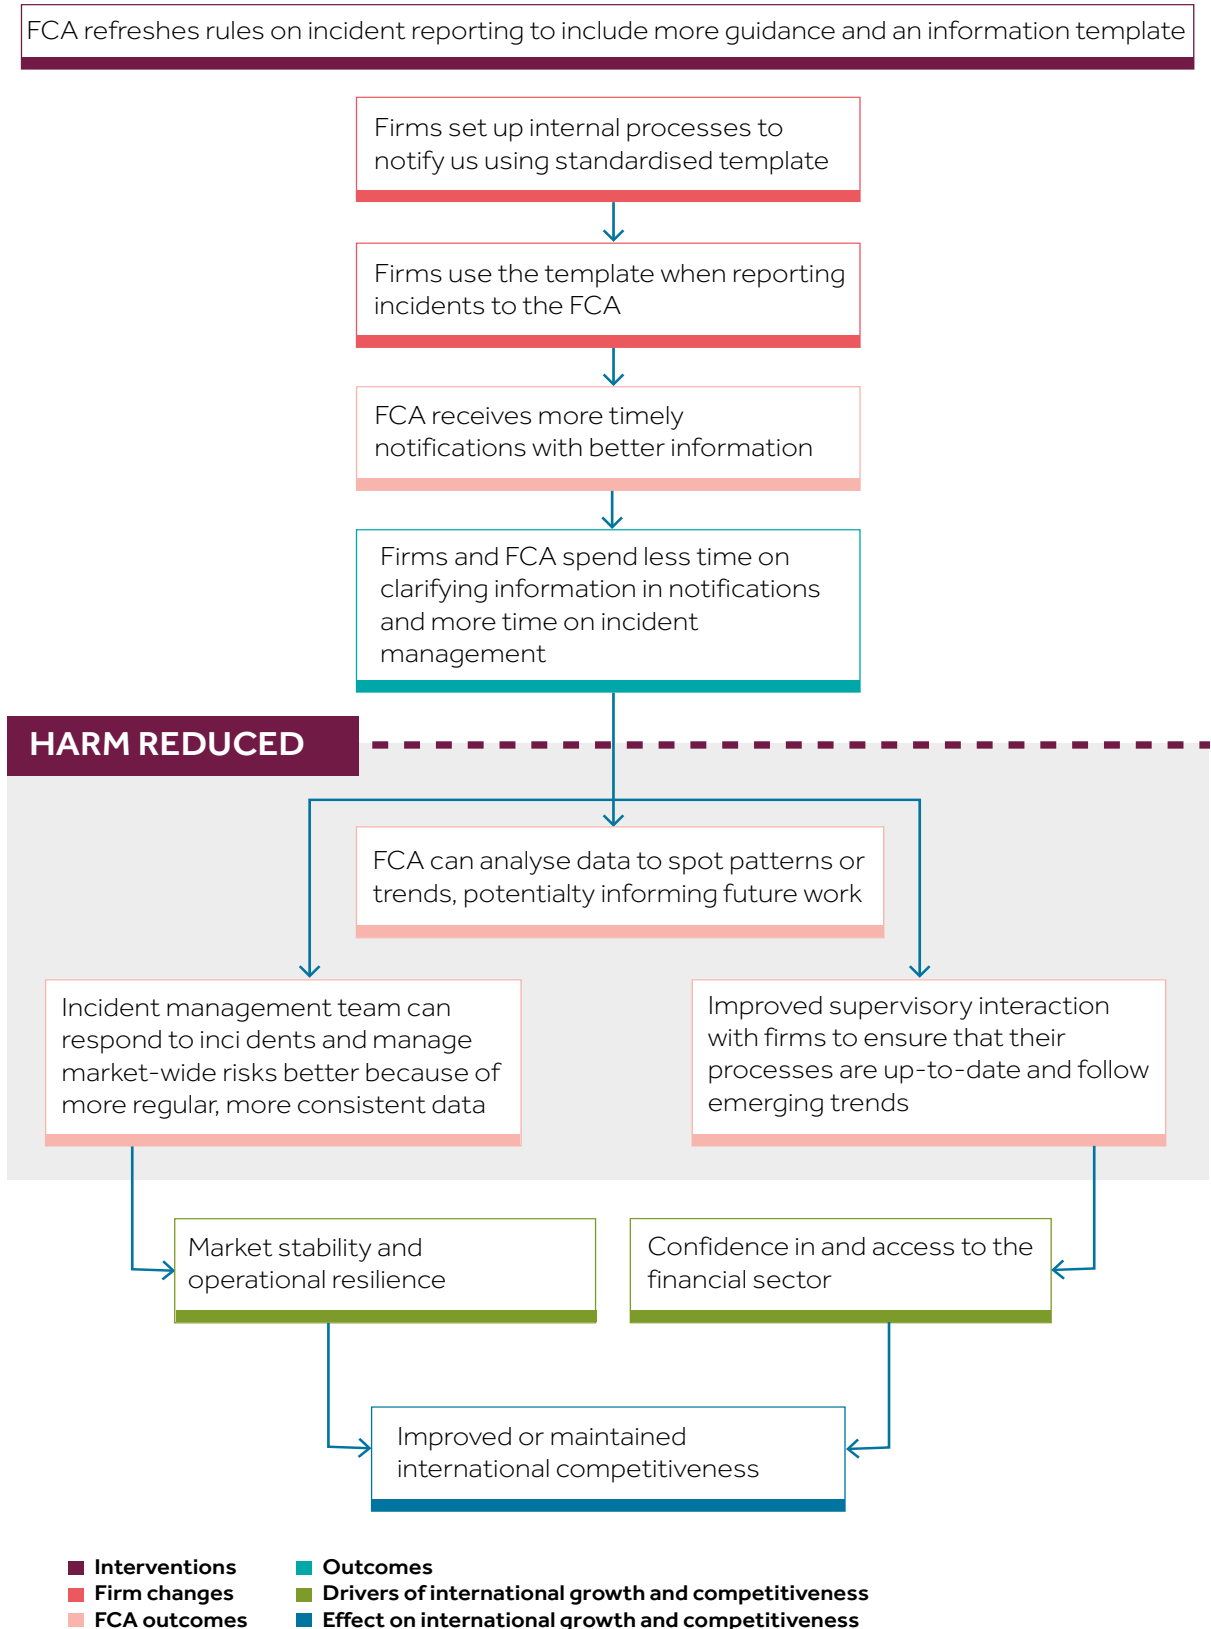 FCA refreshes rules on incident reporting to include more guidance and an information template
Firms set up internal processes to
notify us using standardised template
Firms use the template when reporting
incidents to the FCA
FCA receives more timely
notifications with better information
Firms and FCA spend less time on
clarifying information in notifications
and more time on incident
management
HARM REDUCED
FCA can analyse data to spot patterns or
trends, potentialty informing future work
Incident management team can
respond to inci dents and manage
market-wide risks better because of
more regular, more consistent data
Improved supervisory interaction
with firms to ensure that their
processes are up-to-date and follow
emerging trends
Market stability and
operational resilience
Confidence in and access to the
financial sector
Improved or maintained
international competitiveness
Interventions
Firm changes
FCA outcomes
Outcomes
Drivers of international growth and competitiveness
Effect on international growth and competitiveness